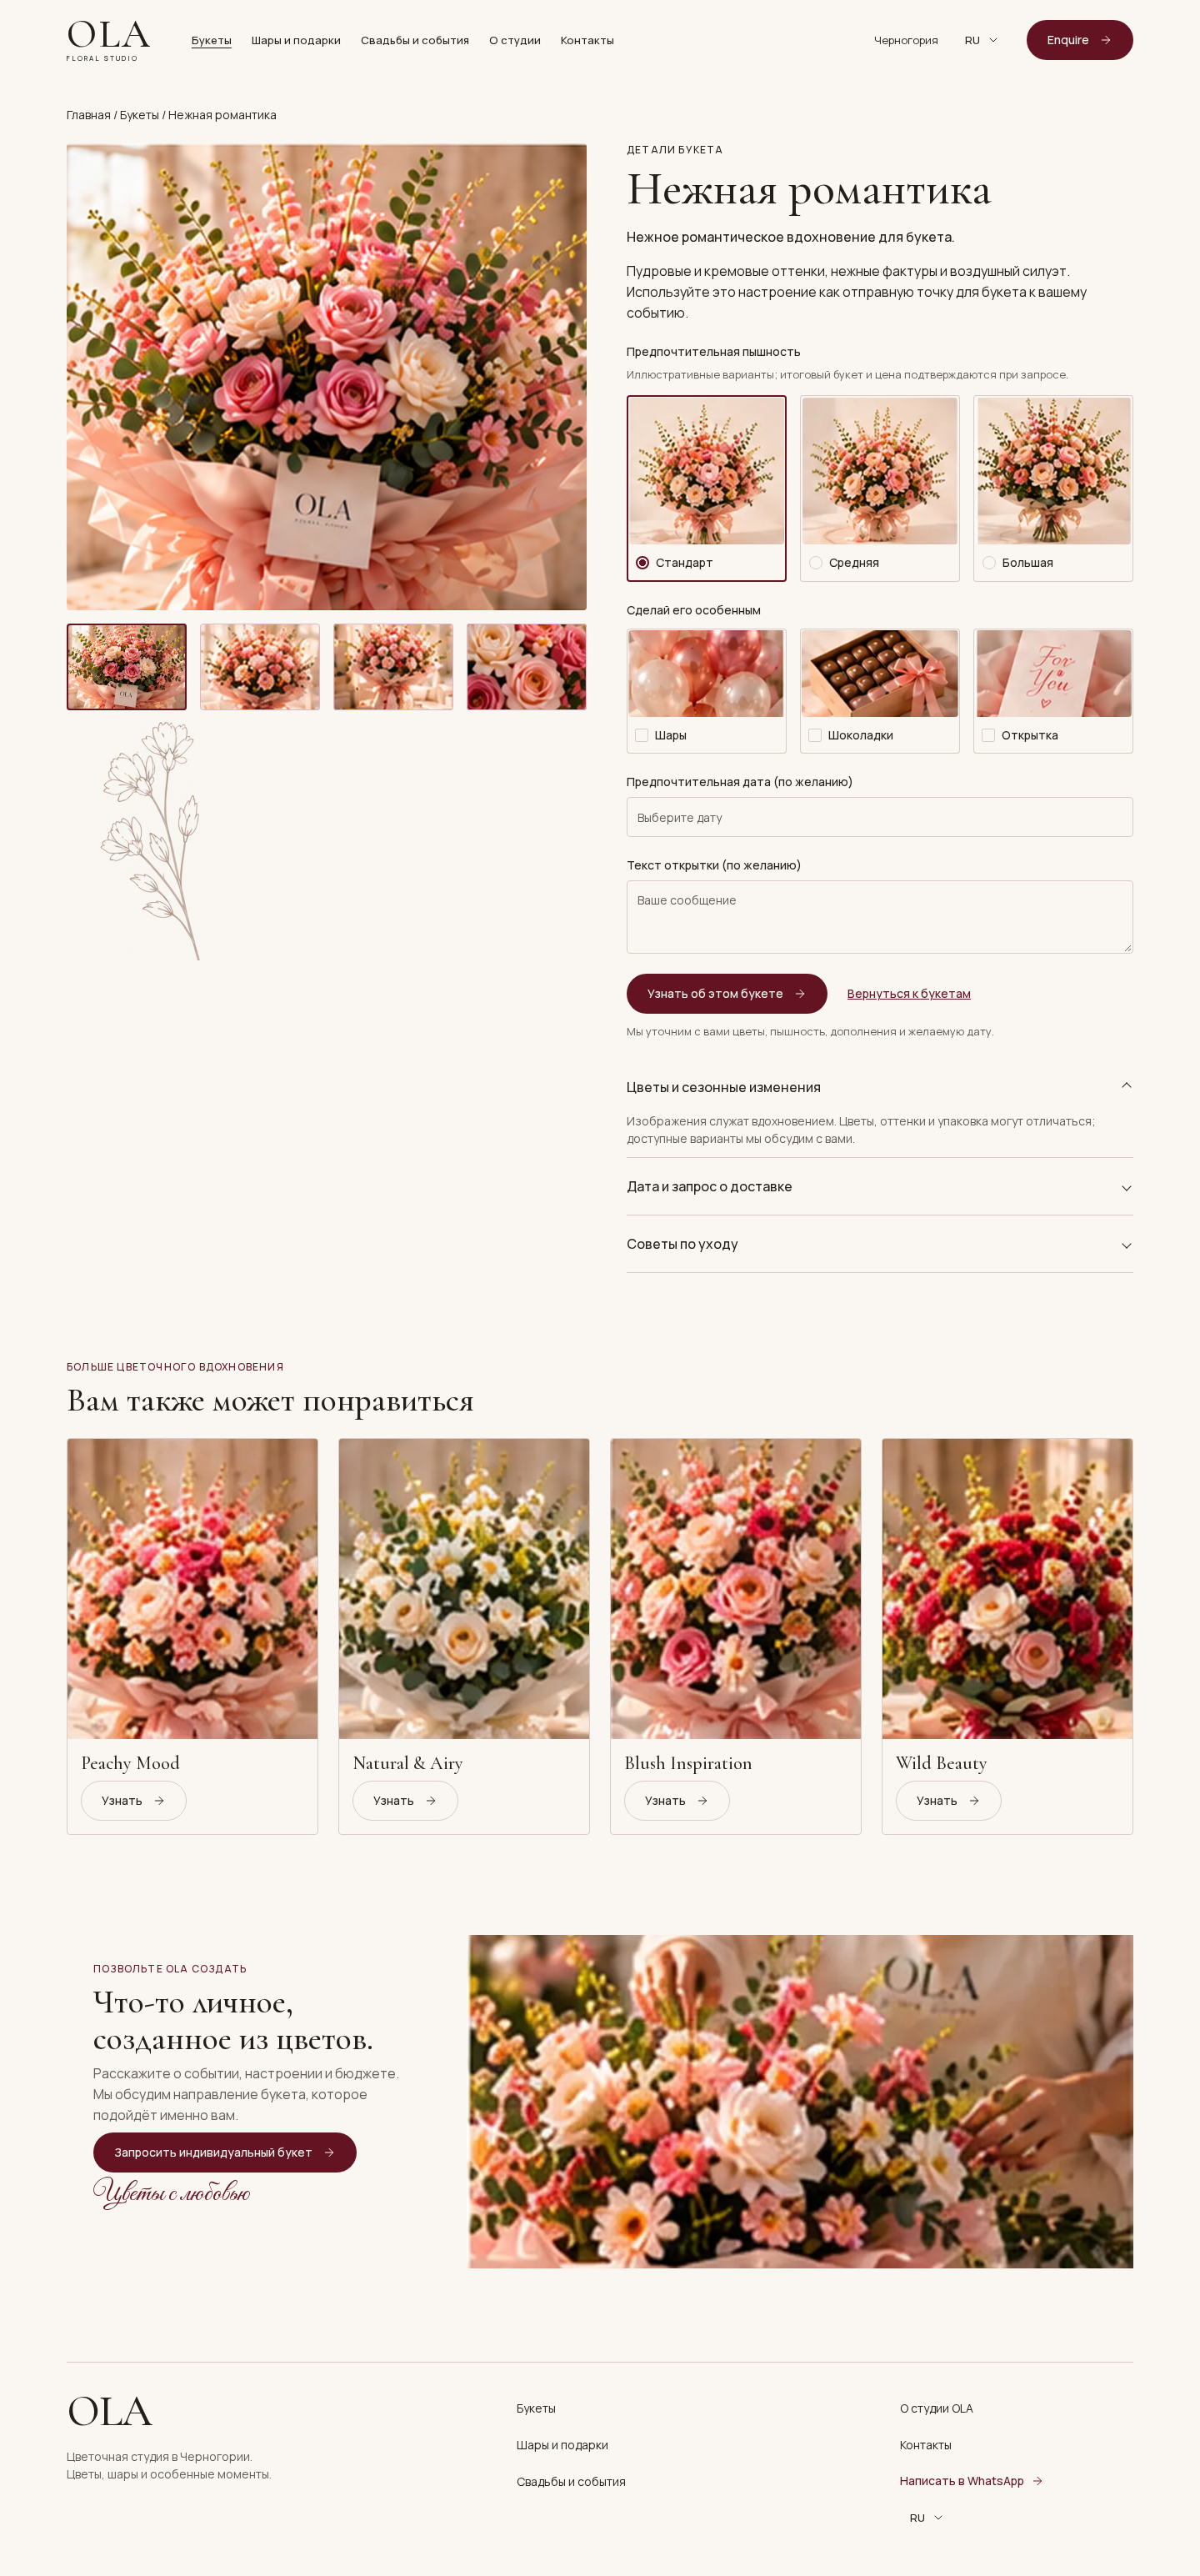 OLA
FLORAL STUDIO
Букеты
Шары и подарки
Свадьбы и события
О студии
Контакты
Черногория
RU
Enquire
Главная / Букеты / Нежная романтика
OLA
OLA
ДЕТАЛИ БУКЕТА
Нежная романтика
Нежное романтическое вдохновение для букета.
Пудровые и кремовые оттенки, нежные фактуры и воздушный силуэт.
Используйте это настроение как отправную точку для букета к вашему
событию.
Предпочтительная пышность
Иллюстративные варианты; итоговый букет и цена подтверждаются при запросе.
Стандарт
Средняя
Большая
Сделай его особенным
For
You
Шары
Шоколадки
Открытка
Предпочтительная дата (по желанию)
Выберите дату
Текст открытки (по желанию)
Ваше сообщение
Узнать об этом букете
Вернуться к букетам
Мы уточним с вами цветы, пышность, дополнения и желаемую дату.
Цветы и сезонные изменения
Изображения служат вдохновением. Цветы, оттенки и упаковка могут отличаться;
доступные варианты мы обсудим с вами.
Дата и запрос о доставке
Советы по уходу
БОЛЬШЕ ЦВЕТОЧНОГО ВДОХНОВЕНИЯ
Вам также может понравиться
Peachy Mood
Узнать
Natural & Airy
Узнать
Blush Inspiration
Узнать
Wild Beauty
Узнать
ПОЗВОЛЬТЕ OLA СОЗДАТЬ
Что-то личное,
созданное из цветов.
Расскажите о событии, настроении и бюджете.
Мы обсудим направление букета, которое
подойдёт именно вам.
Запросить индивидуальный букет
Цветы с любовью
OLA
OLA
Цветочная студия в Черногории.
Цветы, шары и особенные моменты.
Букеты
Шары и подарки
Свадьбы и события
О студии OLA
Контакты
Написать в WhatsApp
RU